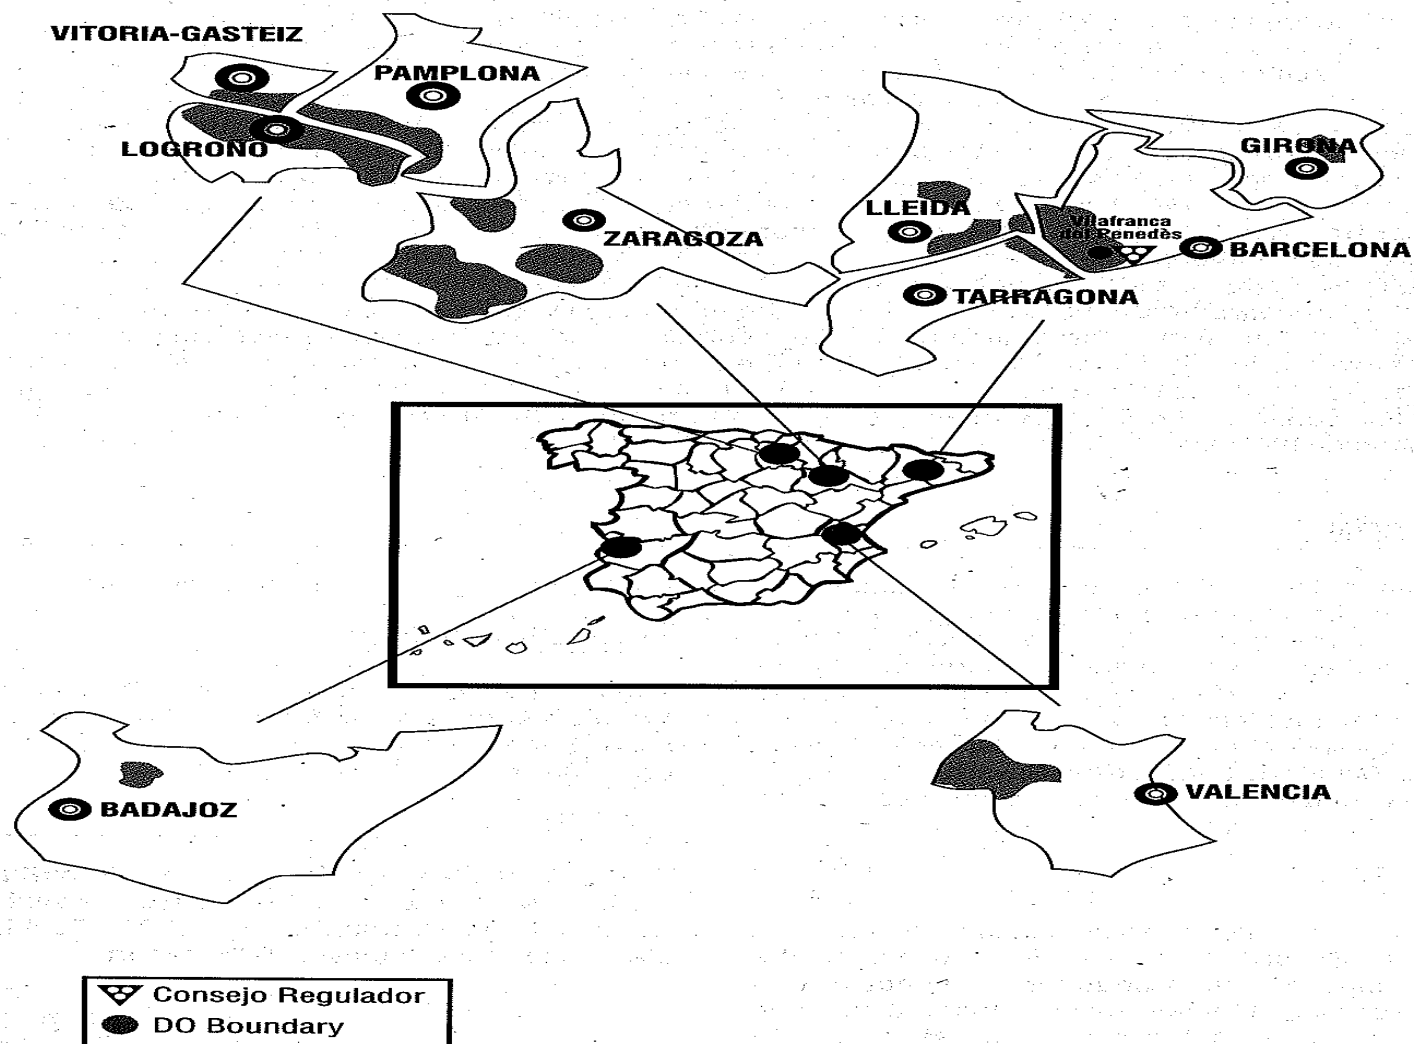 VITORIA-GASTEIZ
PAMPLONA
LOGRONO
ZARAGOZA
LLEIDA
GIRONA
Vilafranca
del Penedès
BARCELONA
TARRAGONA
BADAJOZ
VALENCIA
Consejo Regulador
DO Boundary